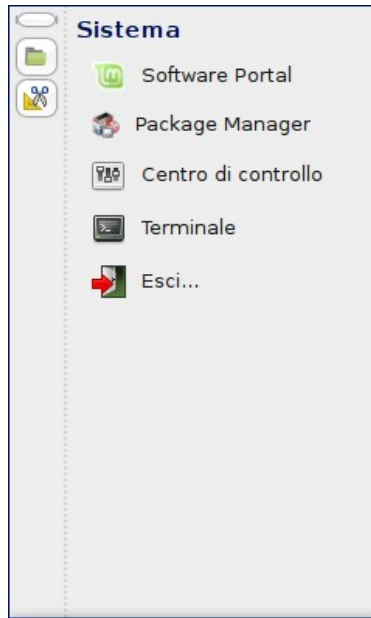 Sistema
Software Portal
Package Manager
Centro di controllo
Terminale
Esci...